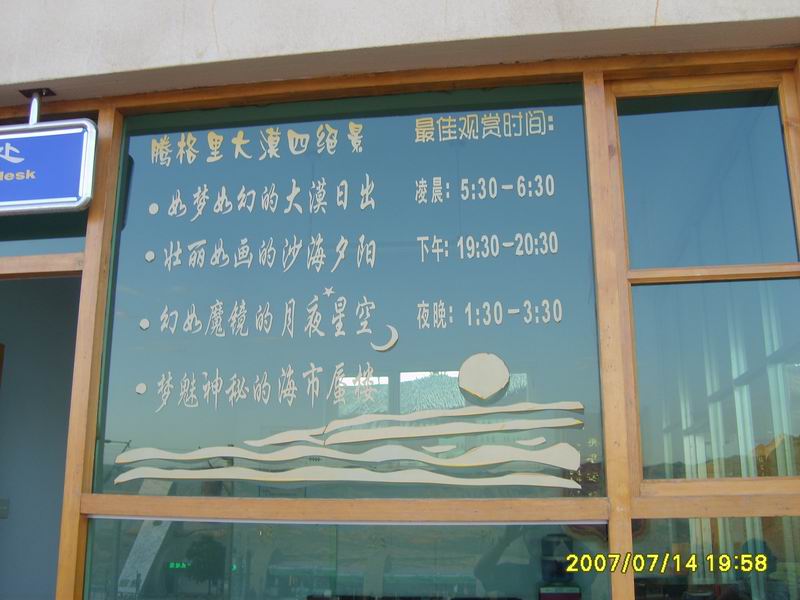 处
desk
腾格里大漠四绝景
最佳观赏时间:
• 如梦如幻的大漠日出
凌晨: 5:30-6:30
• 壮丽如画的沙海夕阳
下午: 19:30-20:30
• 幻如魔镜的月夜星空
夜晚: 1:30-3:30
• 梦魅神秘的海市蜃楼
2007/07/14 19:58